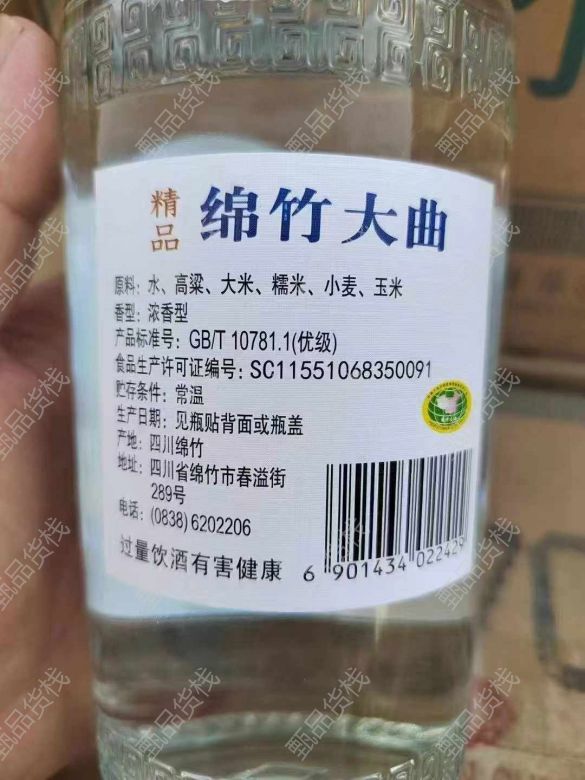 精品 绵竹大曲
原料: 水、高粱、大米、糯米、小麦、玉米
香型: 浓香型
产品标准号: GB/T 10781.1(优级)
食品生产许可证编号: SC11551068350091
贮存条件: 常温
生产日期: 见瓶贴背面或瓶盖
产地: 四川绵竹
地址: 四川省绵竹市春溢街
289号
电话: (0838) 6202206
过量饮酒有害健康
6 901434 022429
甄品货栈